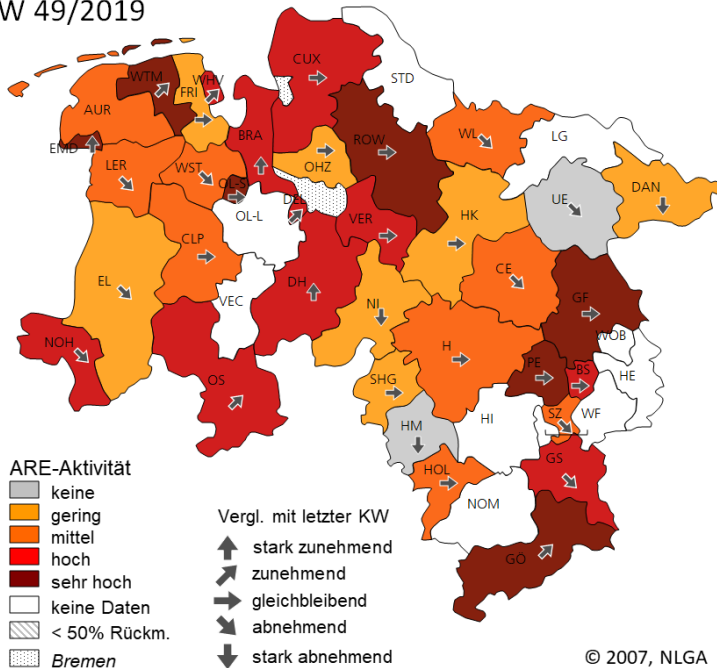 W 49/2019
CUX
WTM
WHV
STD
FRI
AUR
BRA
WL
ROW
LG
EMD
OHZ
LER
WST
OL-S
DEL
UE
DAN
OL-L
VER
HK
CLP
EL
DH
CE
VEC
NI
GF
WOB
NOH
H
PE
BS
HE
OS
SHG
SZ
WF
HM
HI
GS
HOL
NOM
GÖ
ARE-Aktivität
keine
gering
mittel
hoch
sehr hoch
keine Daten
< 50% Rückm.
Bremen
Vergl. mit letzter KW
stark zunehmend
zunehmend
gleichbleibend
abnehmend
stark abnehmend
© 2007, NLGA